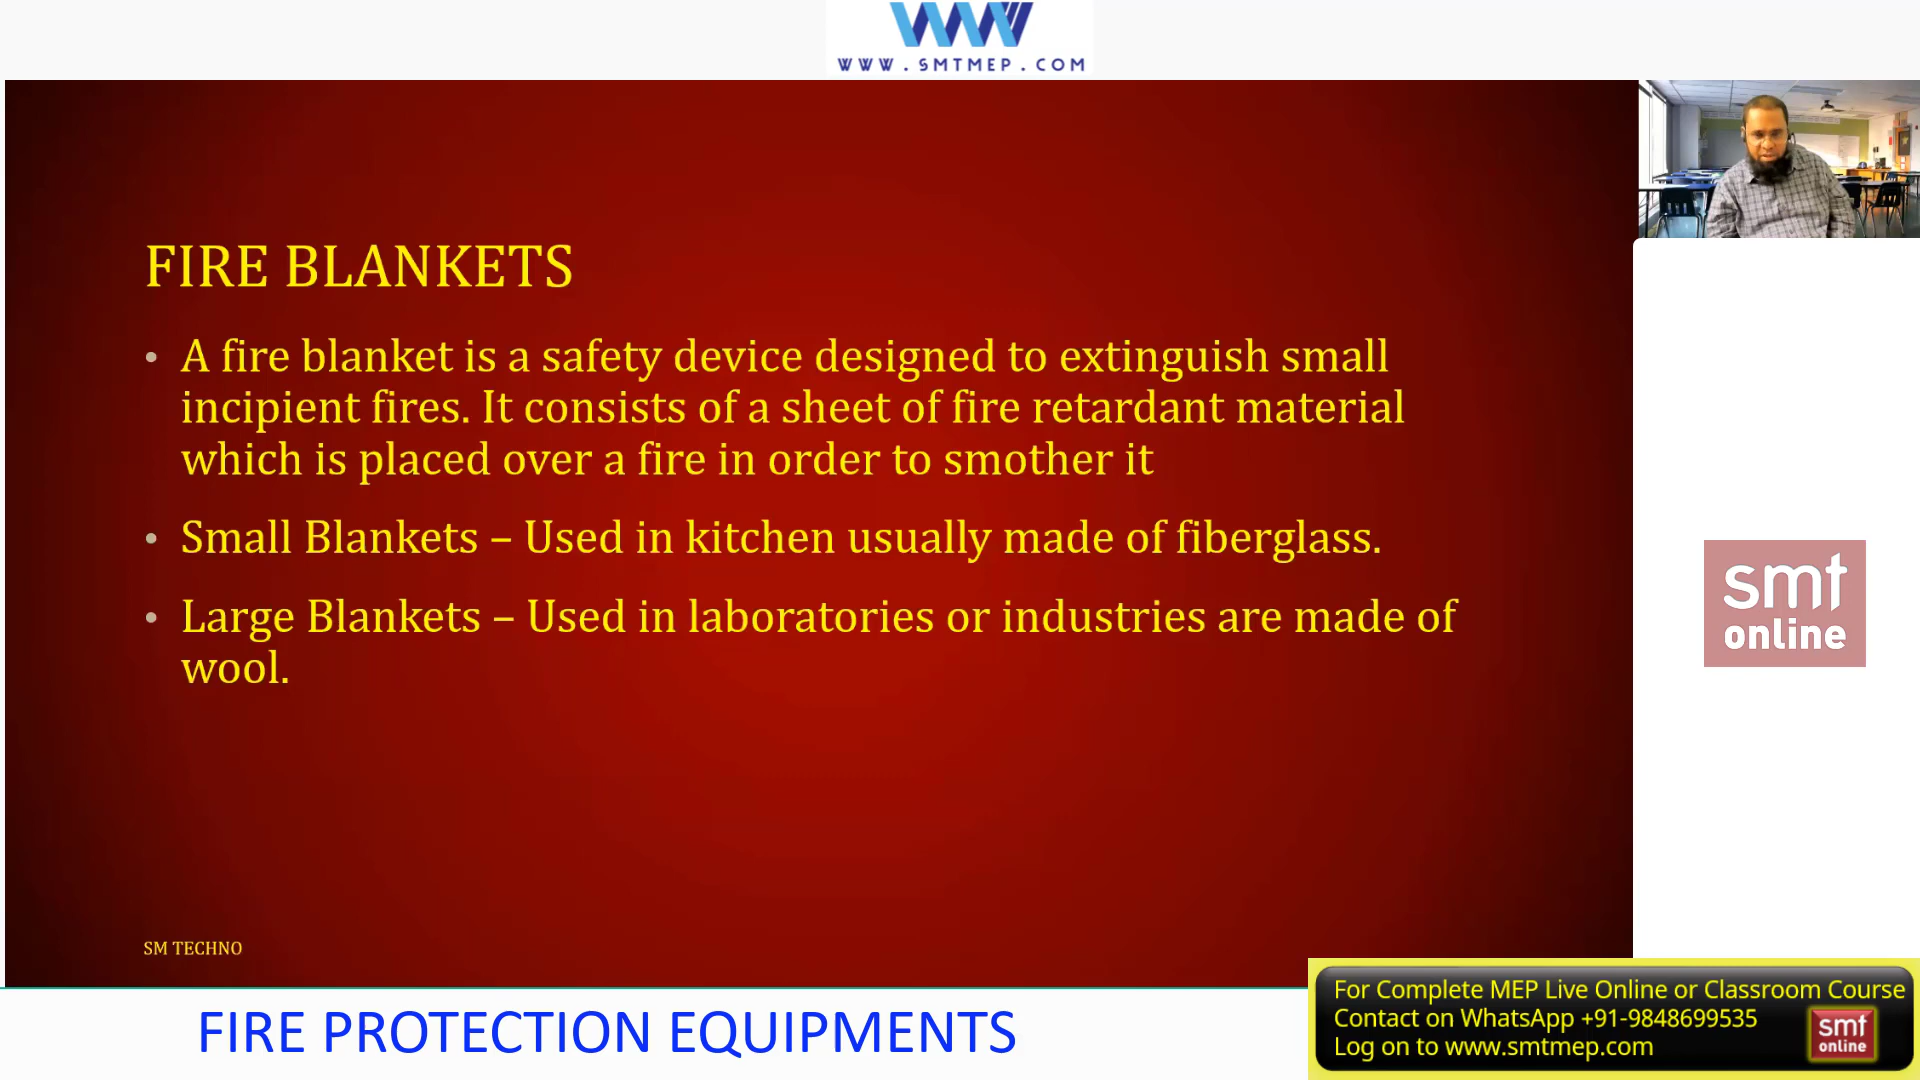 WWW.SMTMEP.COM
FIRE BLANKETS
• A fire blanket is a safety device designed to extinguish small
incipient fires. It consists of a sheet of fire retardant material
which is placed over a fire in order to smother it
• Small Blankets – Used in kitchen usually made of fiberglass.
• Large Blankets – Used in laboratories or industries are made of
wool.
SM TECHNO
smt
online
FIRE PROTECTION EQUIPMENTS
For Complete MEP Live Online or Classroom Course
Contact on WhatsApp +91-9848699535
Log on to www.smtmep.com
smt
online